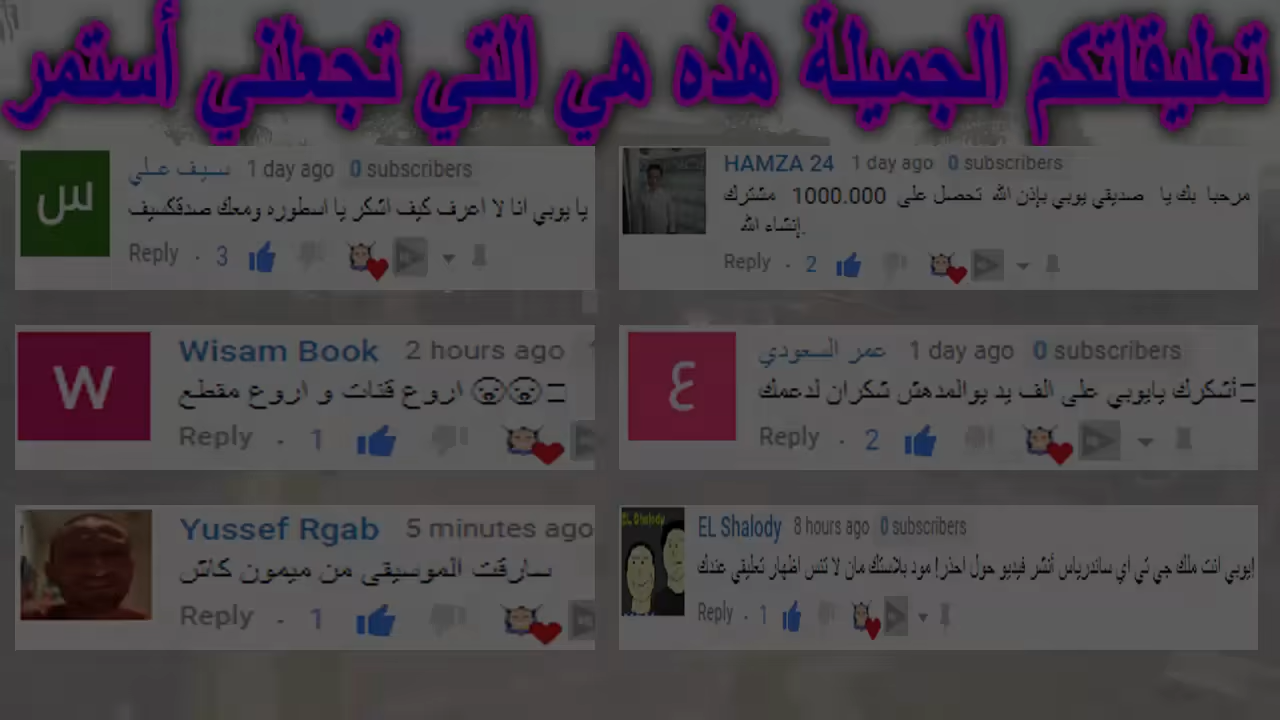 تعليقاتكم الجميلة هذه هي التي تجعلني أستمر
س
سيف علي 1 day ago 0 subscribers
يا يوبي انا لا اعرف كيف اشكر يا اسطوره ومعك صدقكسيف
Reply · 3
HAMZA 24 1 day ago 0 subscribers
مرحبا بك يا صديقي يوبي بإذن الله تحصل على 1000.000 مشترك
إنشاء الله.
Reply · 2
W
Wisam Book 2 hours ago
اروع قنات و اروع مقطع
Reply · 1
ع
عمر السعودي 1 day ago 0 subscribers
أشكرك يايوبي على الف يد يوالمدهش شكران لدعمك
Reply · 2
Yussef Rgab 5 minutes ago
سارقت الموسيقى من ميمون كاتش
Reply · 1
EL Shalody
EL Shalody 8 hours ago 0 subscribers
إيوبي انت ملك جي تي اي ساندرياس أنشر فيديو حول احذر! مود بلاستك مان لا تنس اظهار تعليقي عندك
Reply · 1